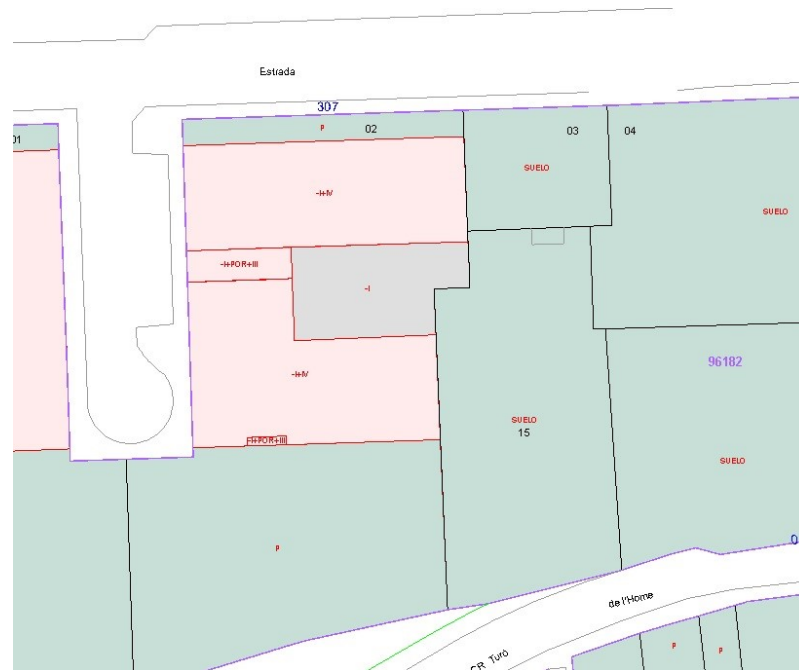 Estrada
307
01
P
02
03
04
SUELO
-I+IV
SUELO
-I+POR+III
-I
96182
-I+IV
SUELO
15
-I+POR+III
SUELO
P
0
de l'Home
CR Turó
P
P